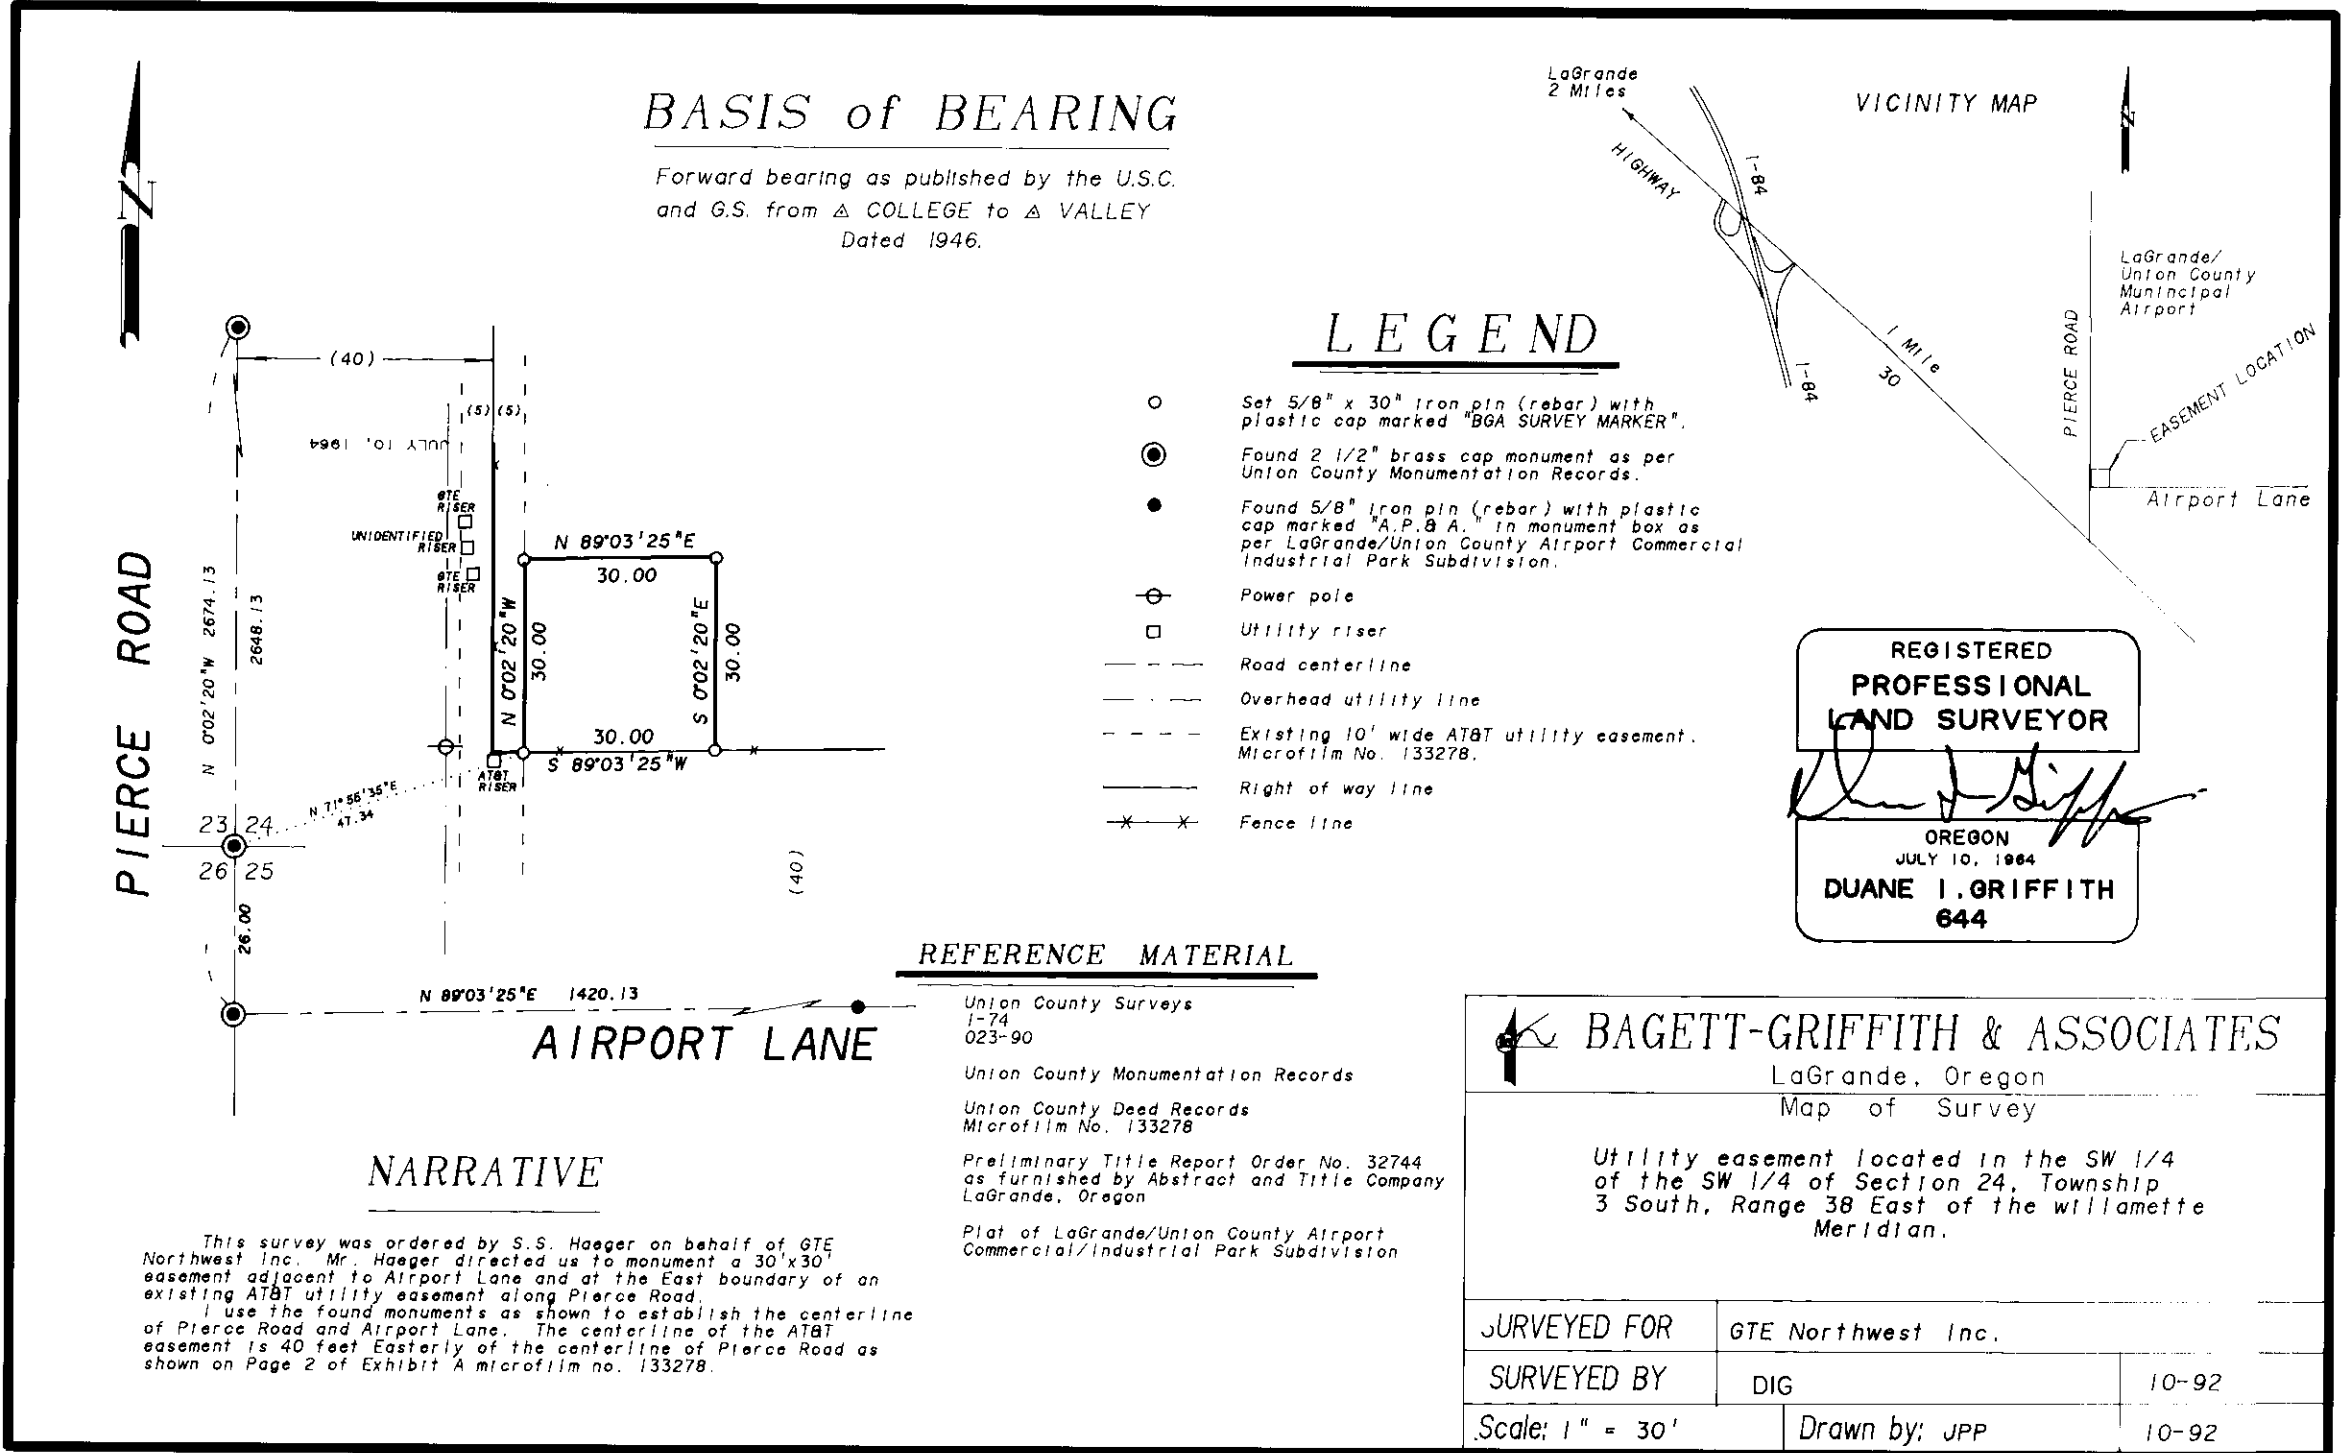 BASIS of BEARING
Forward bearing as published by the U.S.C.
and G.S. from △ COLLEGE to △ VALLEY
Dated 1946.
N
(40)
(5) (5)
JULY 10, 1964
GTE
RISER
UNIDENTIFIED
RISER
GTE
RISER
N 89°03'25"E
30.00
N 0°02'20"W
30.00
S 0°02'20"E
30.00
30.00
S 89°03'25"W
AT&T
RISER
PIERCE ROAD
N 0°02'20"W 2674.13
2648.13
N 71°56'35"E
47.34
23 24
26 25
26.00
(40)
N 89°03'25"E 1420.13
AIRPORT LANE
VICINITY MAP
N
LaGrande
2 Miles
HIGHWAY
I-84
I-84
1 Mile
30
PIERCE ROAD
LaGrande/
Union County
Munincipal
Airport
EASEMENT LOCATION
Airport Lane
LEGEND
Set 5/8" x 30" iron pin (rebar) with
plastic cap marked "BGA SURVEY MARKER".
Found 2 1/2" brass cap monument as per
Union County Monumentation Records.
Found 5/8" iron pin (rebar) with plastic
cap marked "A.P.& A." in monument box as
per LaGrande/Union County Airport Commercial
Industrial Park Subdivision.
Power pole
Utility riser
Road centerline
Overhead utility line
Existing 10' wide AT&T utility easement.
Microfilm No. 133278.
Right of way line
Fence line
REGISTERED
PROFESSIONAL
LAND SURVEYOR
OREGON
JULY 10, 1964
DUANE I. GRIFFITH
644
REFERENCE MATERIAL
Union County Surveys
1-74
023-90
Union County Monumentation Records
Union County Deed Records
Microfilm No. 133278
Preliminary Title Report Order No. 32744
as furnished by Abstract and Title Company
LaGrande, Oregon
Plat of LaGrande/Union County Airport
Commercial/Industrial Park Subdivision
NARRATIVE
This survey was ordered by S.S. Haeger on behalf of GTE
Northwest Inc. Mr. Haeger directed us to monument a 30'x30'
easement adjacent to Airport Lane and at the East boundary of an
existing AT&T utility easement along Pierce Road.
I use the found monuments as shown to establish the centerline
of Pierce Road and Airport Lane. The centerline of the AT&T
easement is 40 feet Easterly of the centerline of Pierce Road as
shown on Page 2 of Exhibit A microfilm no. 133278.
BAGETT-GRIFFITH & ASSOCIATES
LaGrande, Oregon
Map of Survey
Utility easement located in the SW 1/4
of the SW 1/4 of Section 24, Township
3 South, Range 38 East of the willamette
Meridian.
SURVEYED FOR GTE Northwest Inc.
SURVEYED BY DIG 10-92
Scale: 1" = 30' Drawn by: JPP 10-92